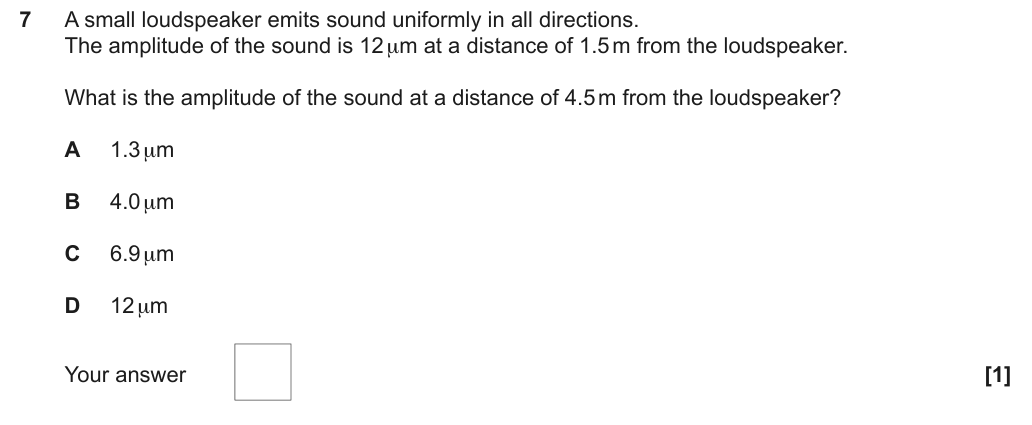 7 A small loudspeaker emits sound uniformly in all directions.
The amplitude of the sound is 12 μm at a distance of 1.5 m from the loudspeaker.
What is the amplitude of the sound at a distance of 4.5 m from the loudspeaker?
A 1.3 μm
B 4.0 μm
C 6.9 μm
D 12 μm
Your answer [1]